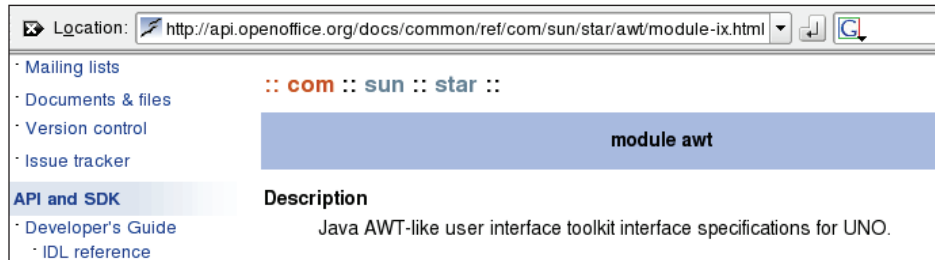 Location: http://api.openoffice.org/docs/common/ref/com/sun/star/awt/module-ix.html
G
· Mailing lists
· Documents & files
· Version control
· Issue tracker
API and SDK
· Developer's Guide
· IDL reference
:: com :: sun :: star ::
module awt
Description
Java AWT-like user interface toolkit interface specifications for UNO.